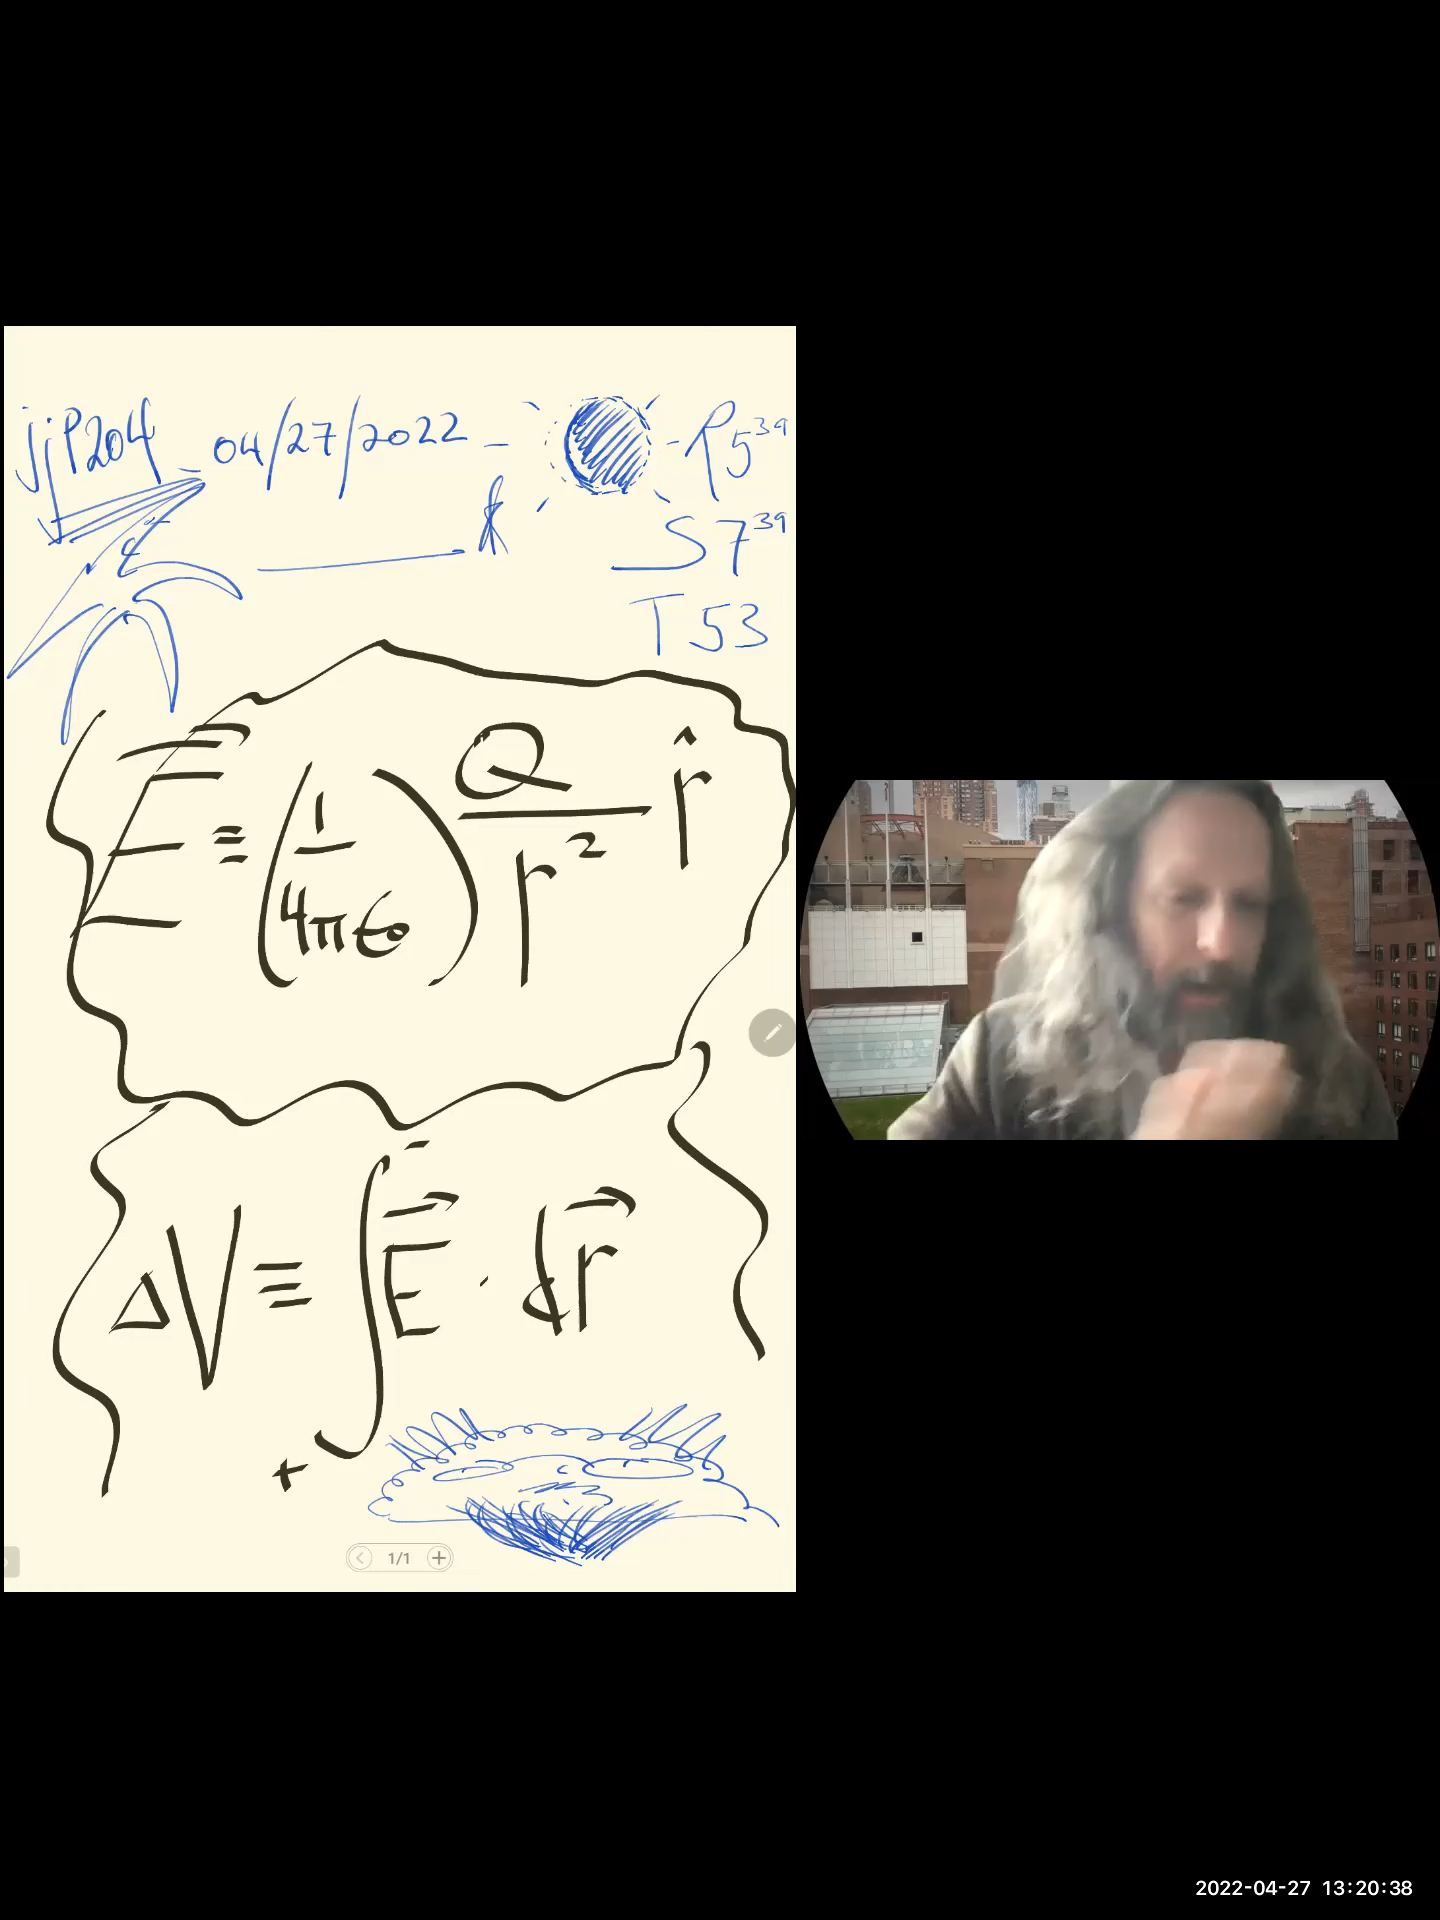 jjP204 - 04/27/2022 - - R5³⁹
S7³⁹
T53
E⃗ = (1/4πϵ₀) Q/r² r̂
-
ΔV ≡ ∫ E⃗ · dr⃗
+
1/1
2022-04-27 13:20:38